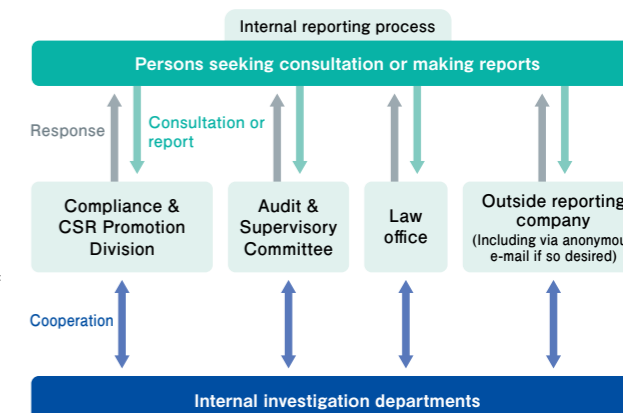 Internal reporting process
Persons seeking consultation or making reports
Response
Consultation or
report
Compliance &
CSR Promotion
Division
Audit &
Supervisory
Committee
Law
office
Outside reporting
company
(Including via
e-mail if so desired)
Cooperation
Internal investigation departments